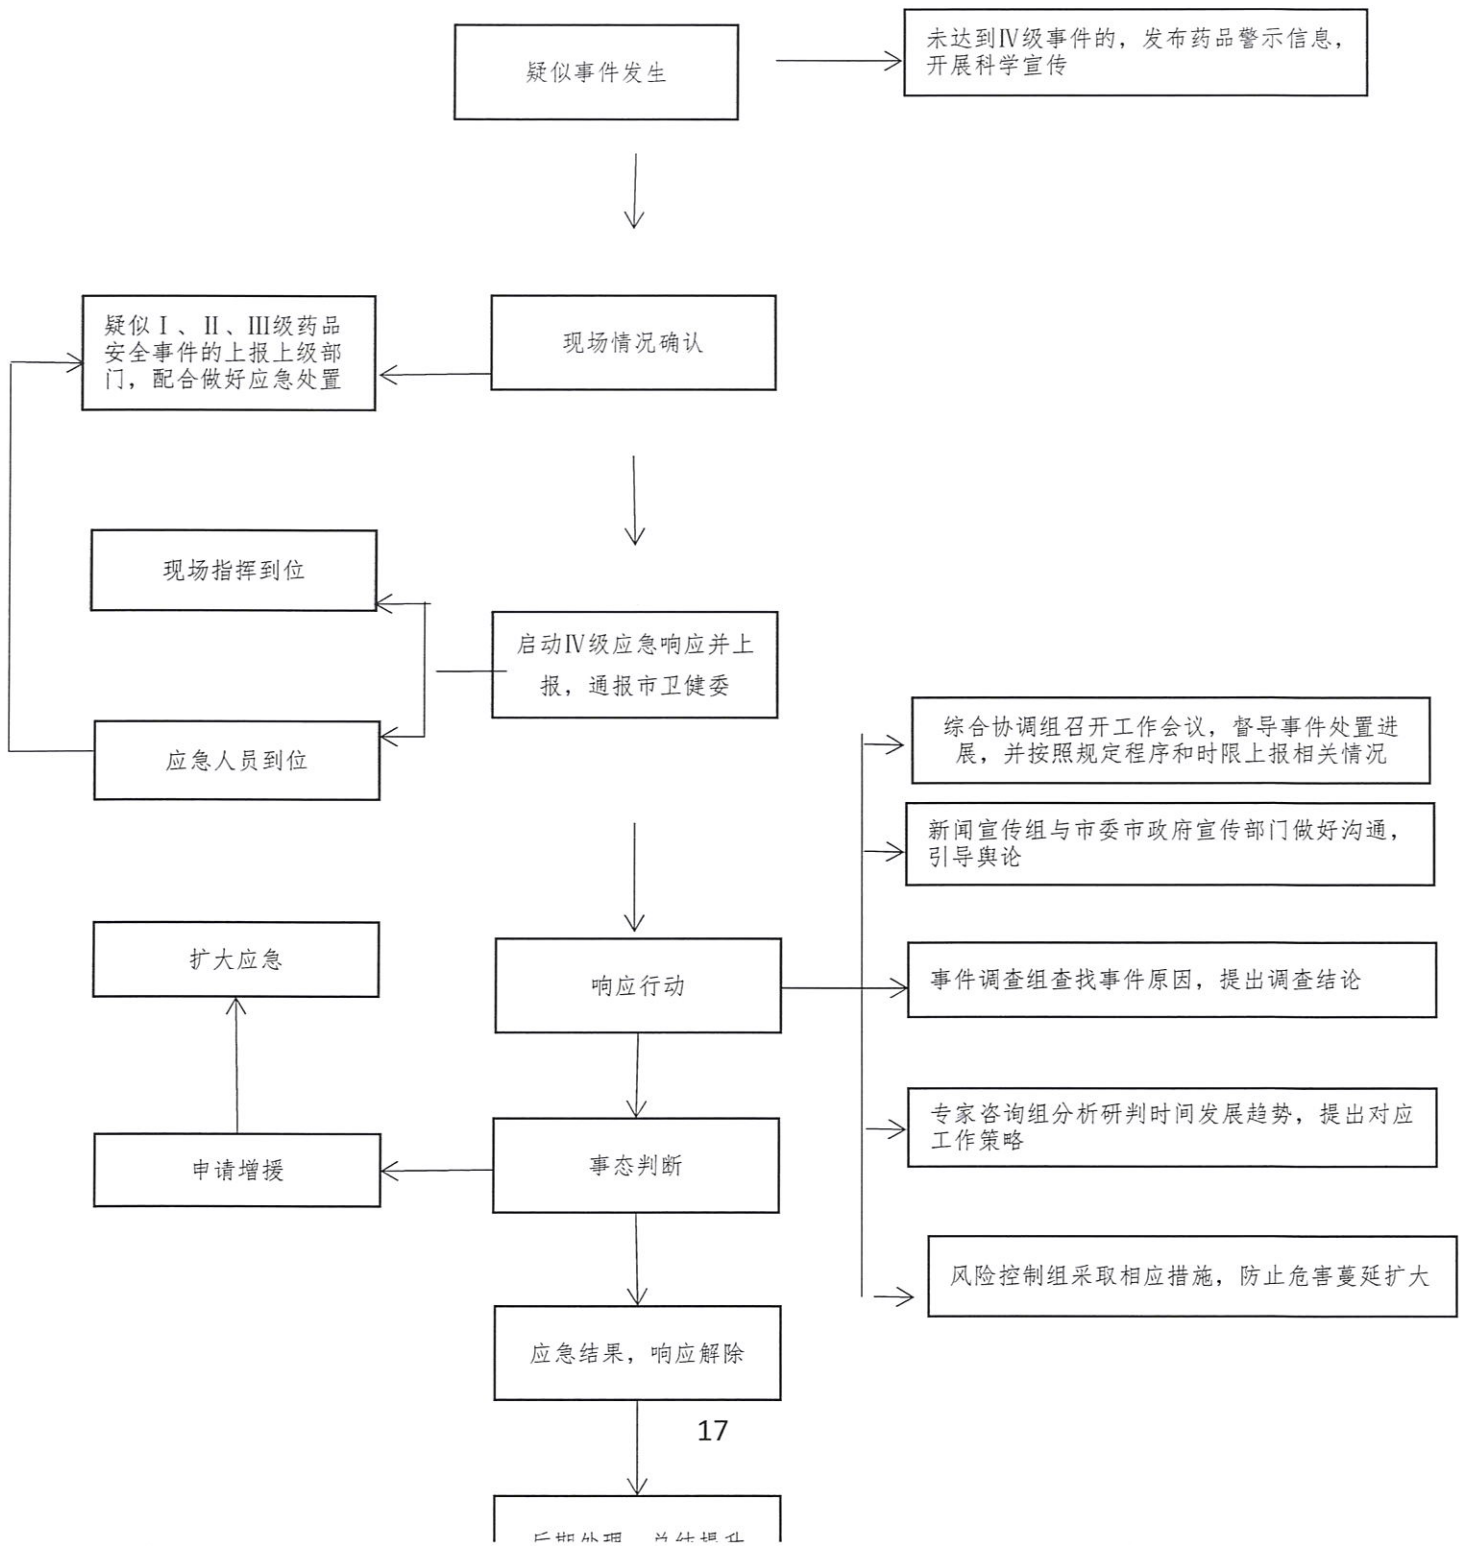 疑似事件发生
未达到Ⅳ级事件的，发布药品警示信息，
开展科学宣传
疑似Ⅰ、Ⅱ、Ⅲ级药品
安全事件的上报上级部
门，配合做好应急处置
现场情况确认
现场指挥到位
启动Ⅳ级应急响应并上
报，通报市卫健委
应急人员到位
综合协调组召开工作会议，督导事件处置进
展，并按照规定程序和时限上报相关情况
新闻宣传组与市委市政府宣传部门做好沟通，
引导舆论
扩大应急
响应行动
事件调查组查找事件原因，提出调查结论
专家咨询组分析研判时间发展趋势，提出对应
工作策略
申请增援
事态判断
风险控制组采取相应措施，防止危害蔓延扩大
应急结果，响应解除
17
后期处理，总结提升